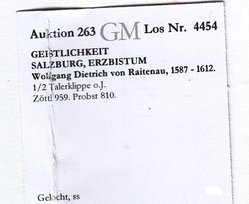 Auktion 263 GM Los Nr. 4454
GEISTLICHKEIT
SALZBURG, ERZBISTUM
Wolfgang Dietrich von Raitenau, 1587 - 1612.
1/2 Talerklippe o.J.
Zöttl 959. Probst 810.
Gelocht, ss